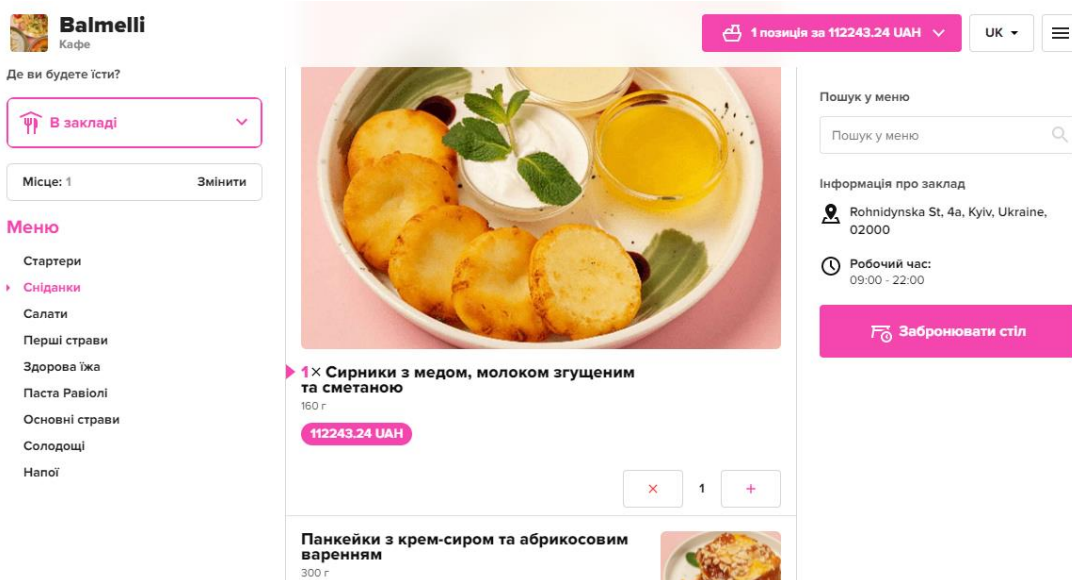 Balmelli
Кафе
1 позиція за 112243.24 UAH
UK
Де ви будете їсти?
В закладі
Місце: 1
Змінити
Меню
Стартери
Сніданки
Салати
Перші страви
Здорова їжа
Паста Равіолі
Основні страви
Солодощі
Напої
1× Сирники з медом, молоком згущеним
та сметаною
160 г
112243.24 UAH
× 1 +
Панкейки з крем-сиром та абрикосовим
варенням
300 г
Пошук у меню
Пошук у меню
Інформація про заклад
Rohnidynska St, 4a, Kyiv, Ukraine,
02000
Робочий час:
09:00 - 22:00
Забронювати стіл